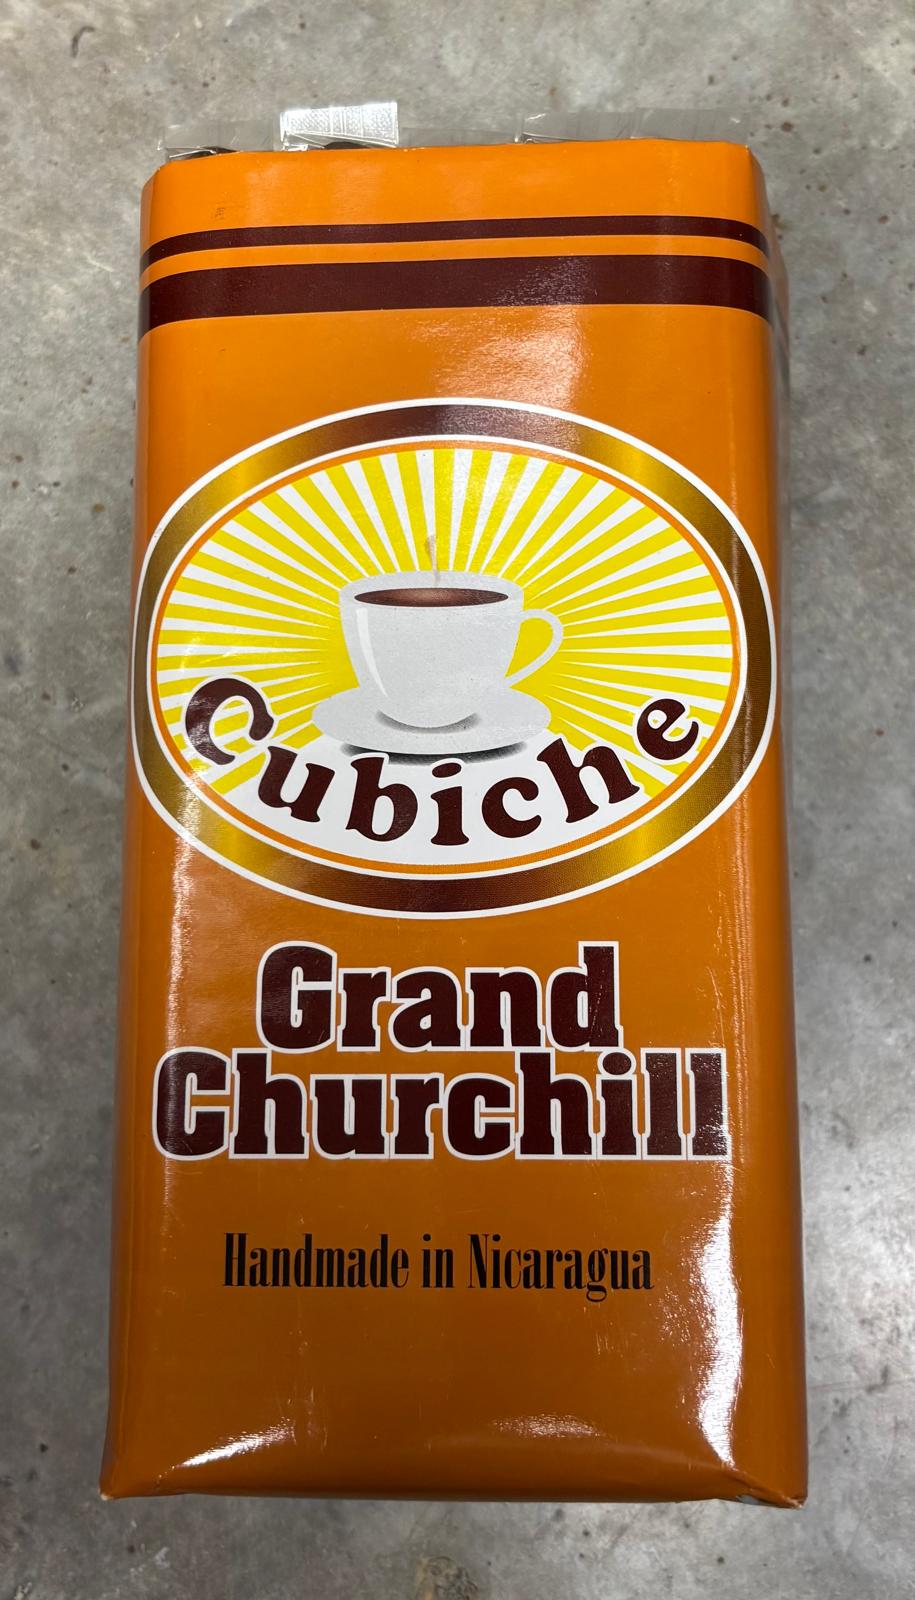 Cubiche
Grand
Churchill
Handmade in Nicaragua